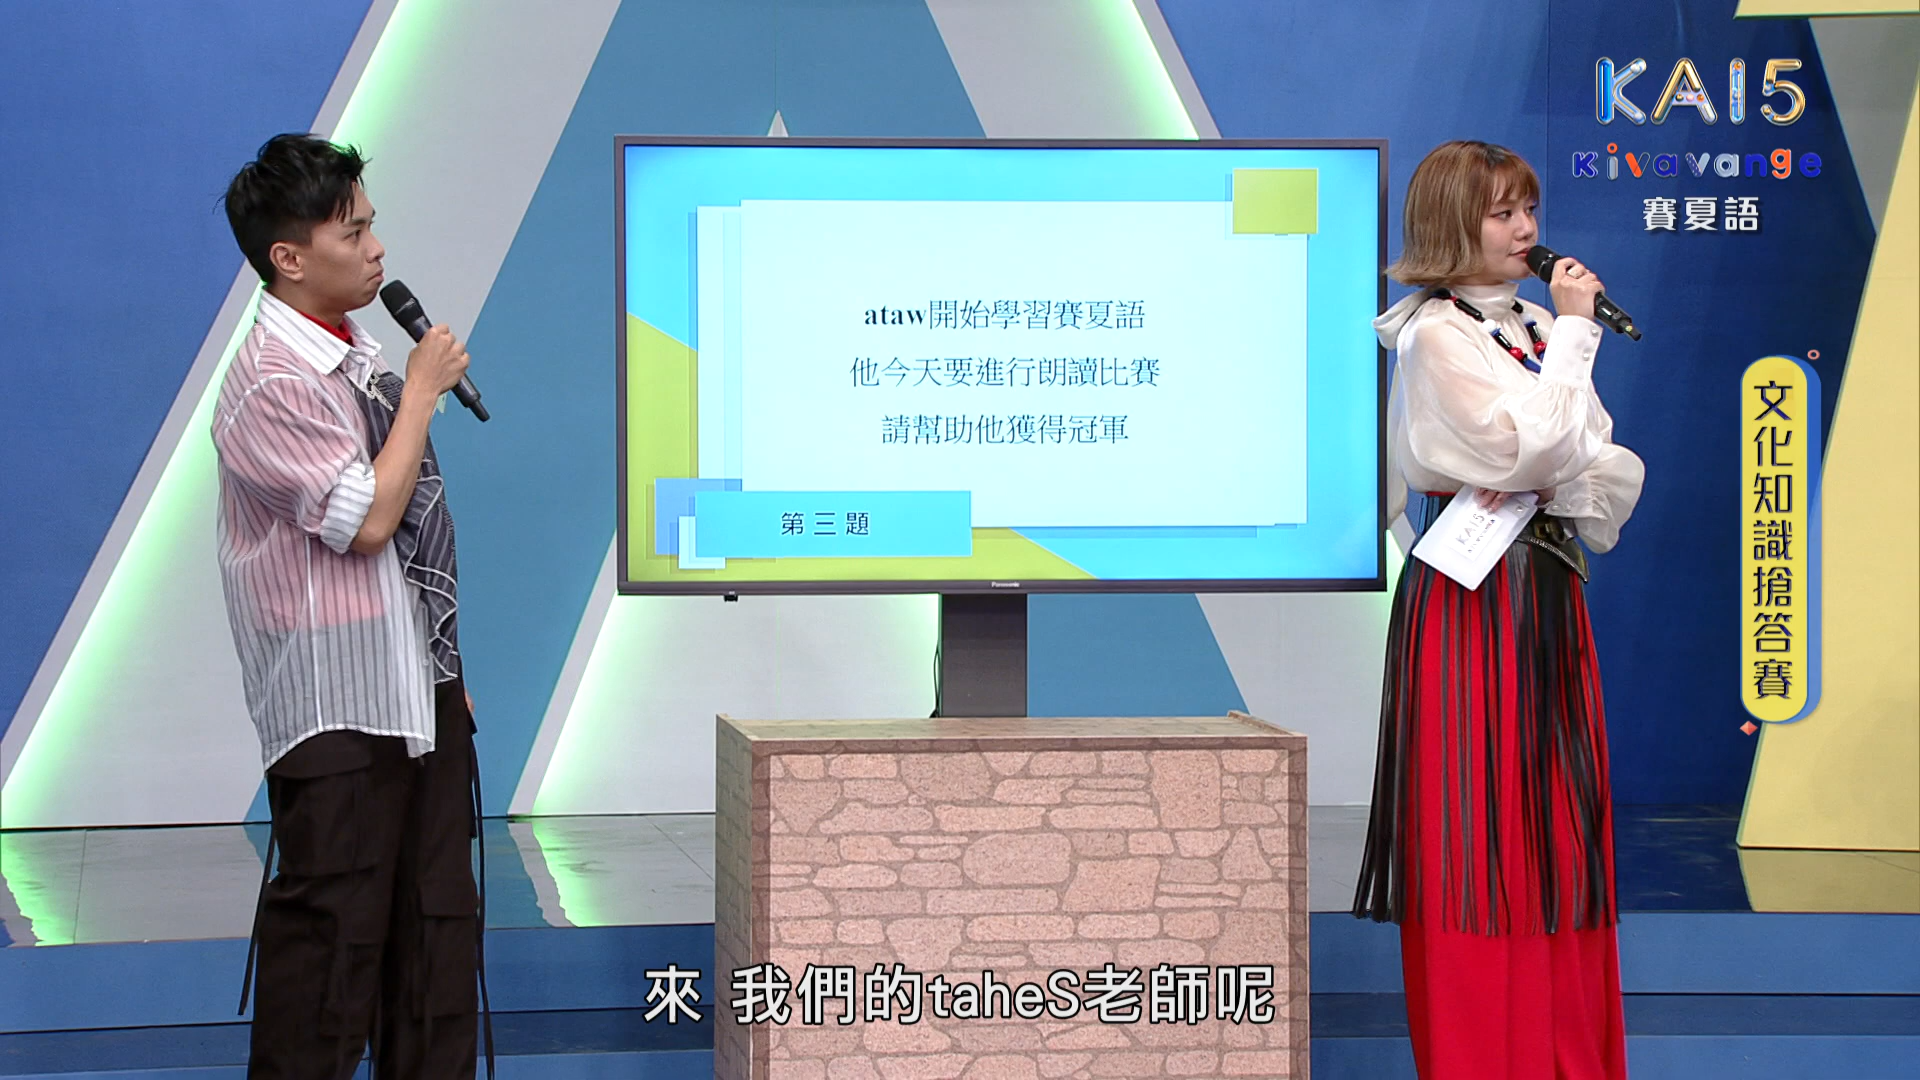 KAI5
Kivavange
賽夏語
ataw開始學習賽夏語
他今天要進行朗讀比賽
請幫助他獲得冠軍
第三題
Panasonic
KAI5
文化知識搶答賽
來 我們的taheS老師呢